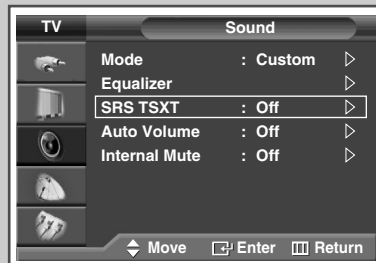 TV Sound
Mode : Custom
Equalizer
SRS TSXT : Off
Auto Volume : Off
Internal Mute : Off
Move Enter Return